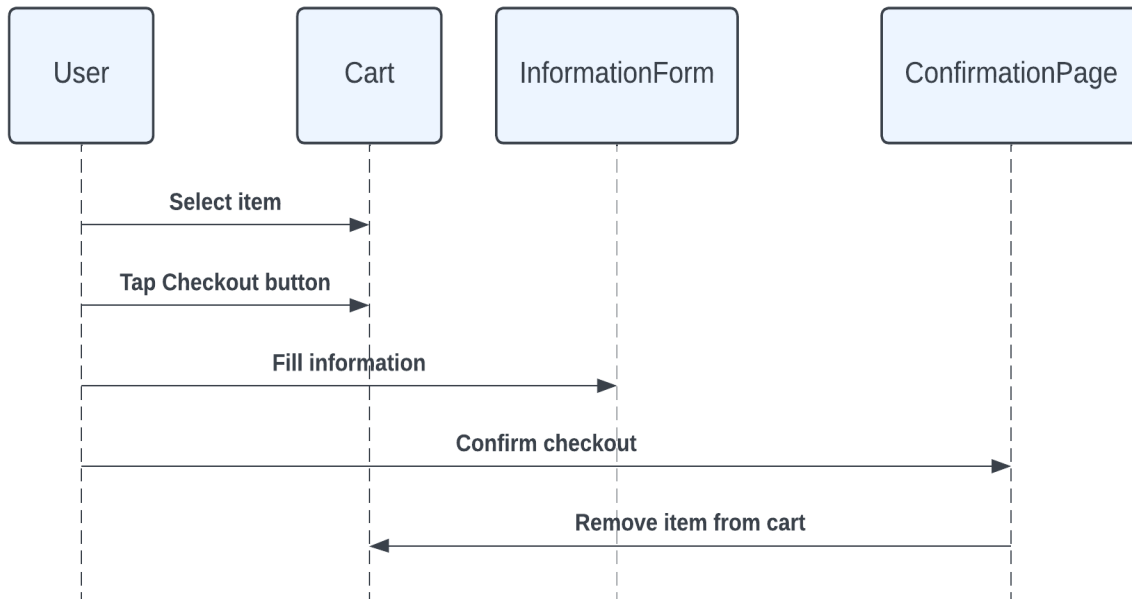 User
Cart
InformationForm
ConfirmationPage
Select item
Tap Checkout button
Fill information
Confirm checkout
Remove item from cart